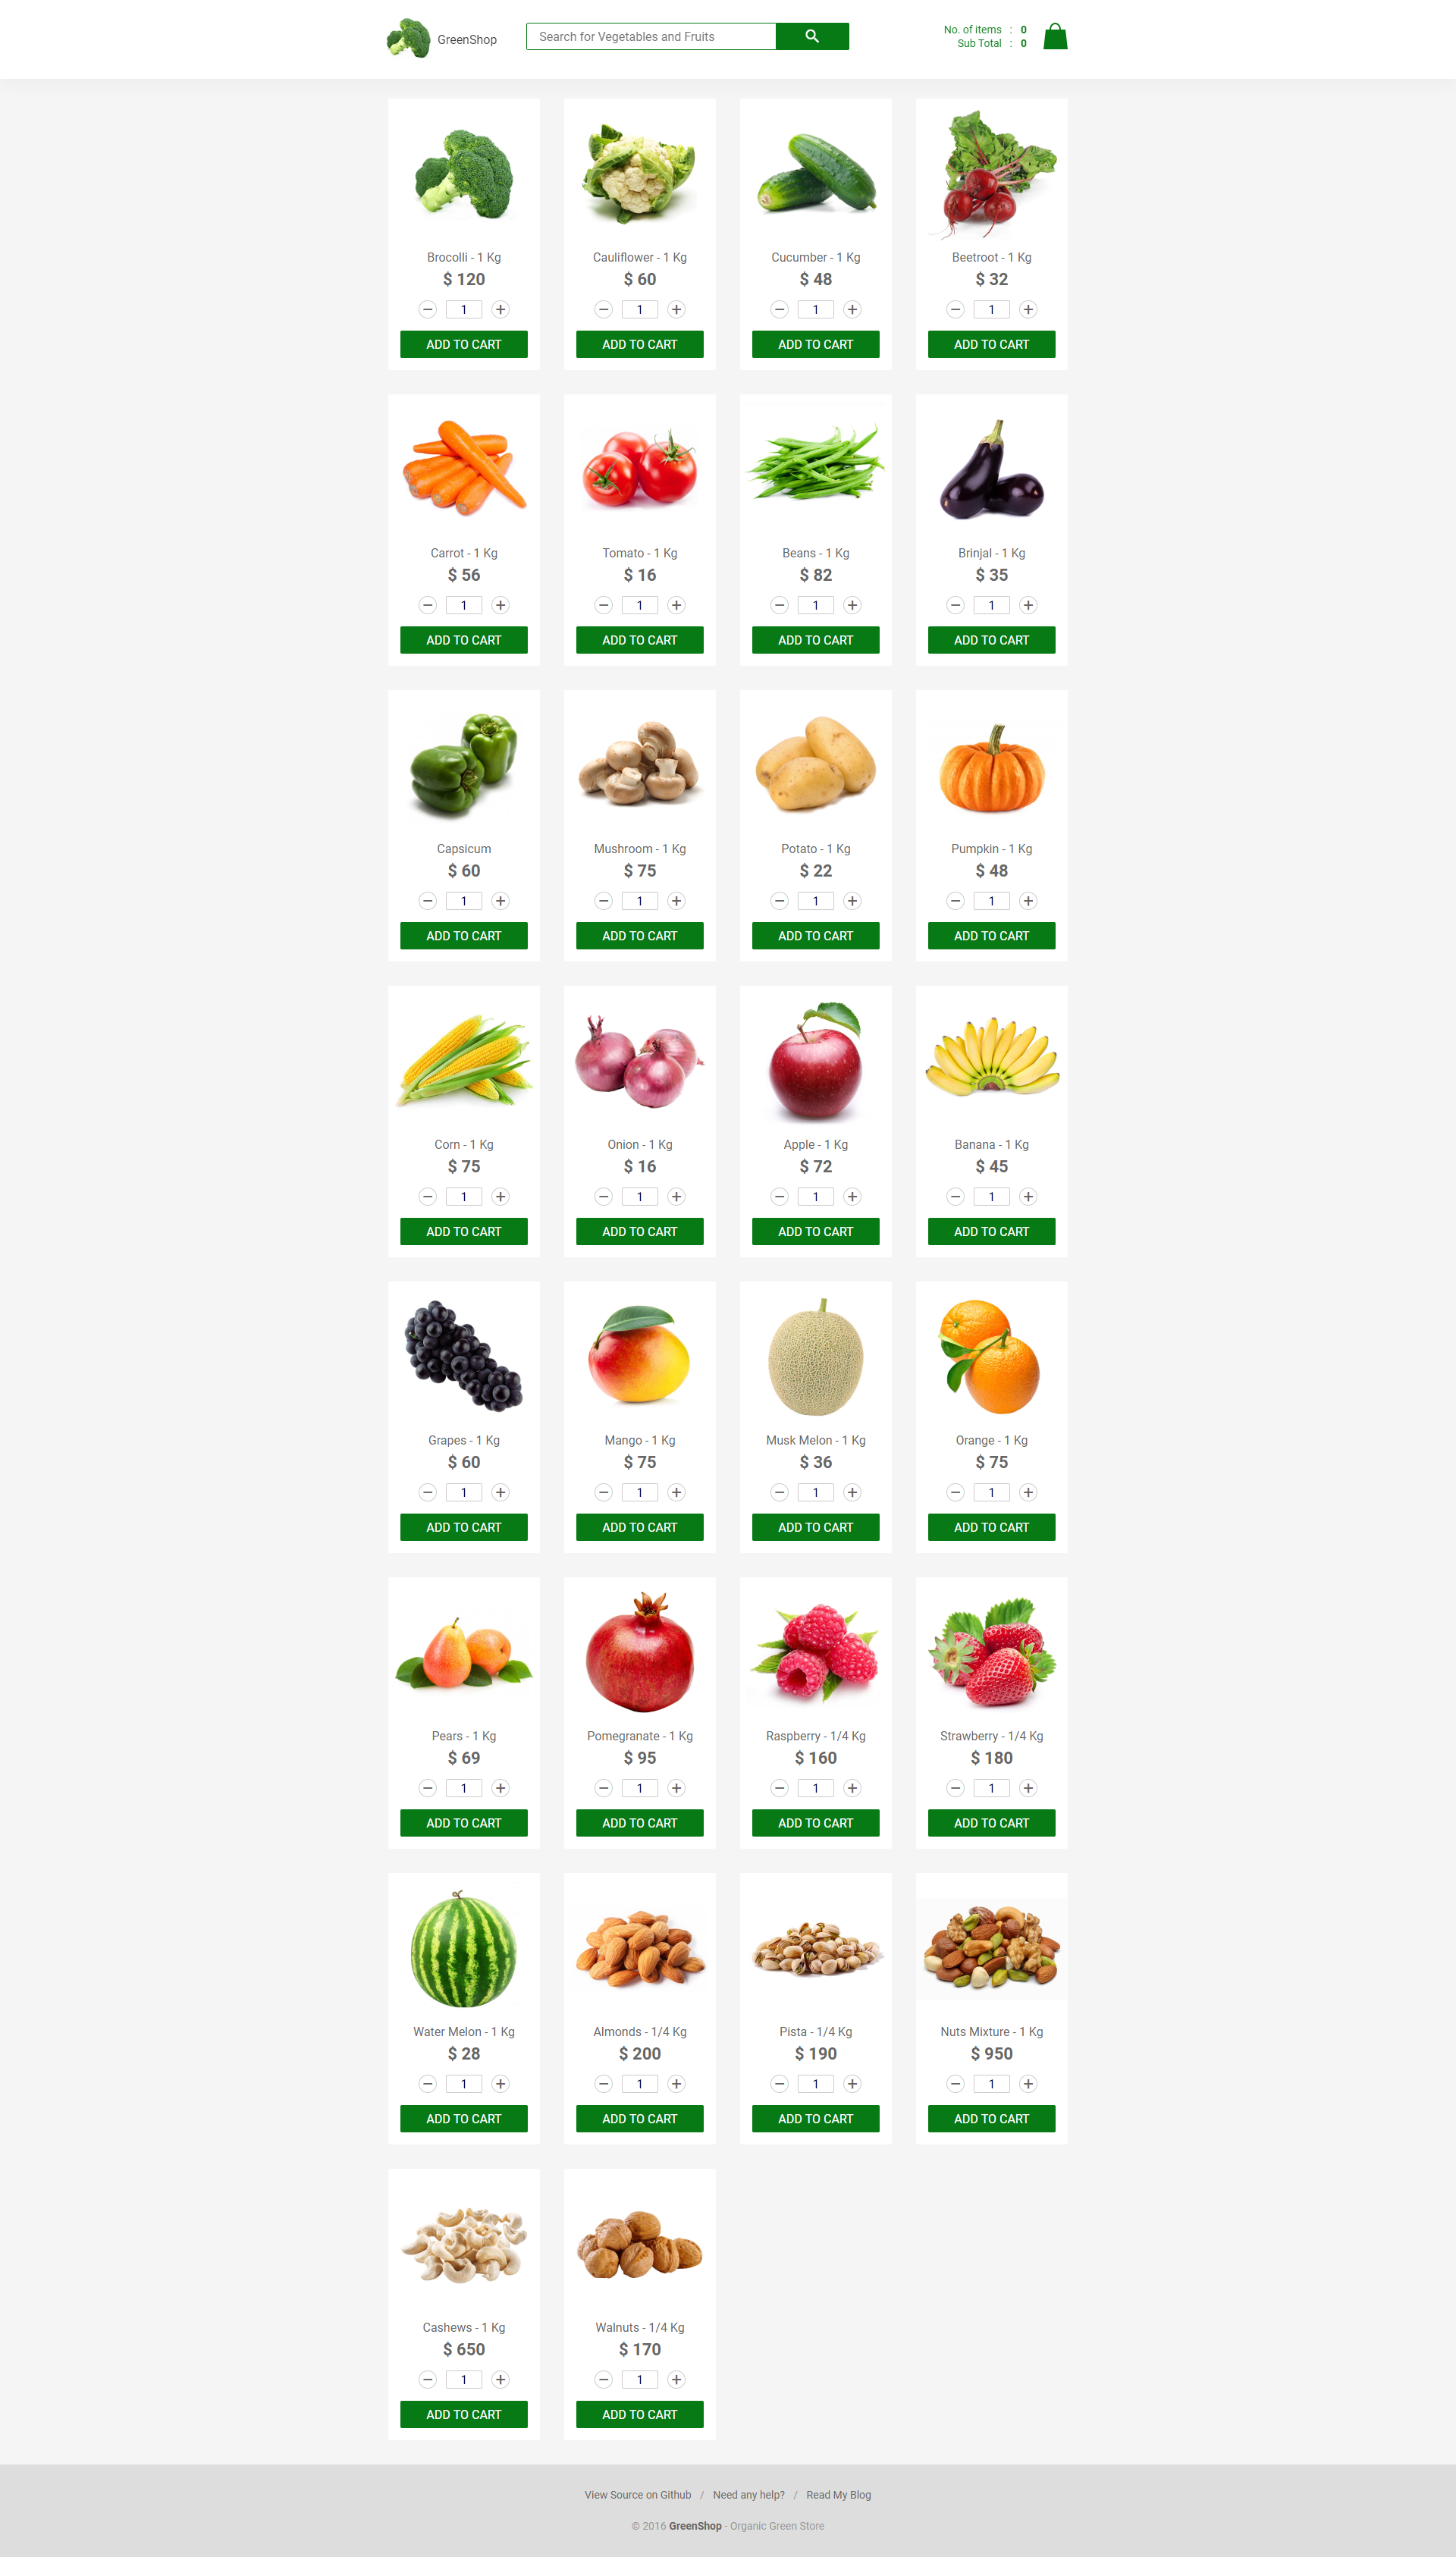 GreenShop
Search for Vegetables and Fruits
No. of items : 0
Sub Total : 0
Brocolli - 1 Kg
$ 120
1
ADD TO CART
Cauliflower - 1 Kg
$ 60
1
ADD TO CART
Cucumber - 1 Kg
$ 48
1
ADD TO CART
Beetroot - 1 Kg
$ 32
1
ADD TO CART
Carrot - 1 Kg
$ 56
1
ADD TO CART
Tomato - 1 Kg
$ 16
1
ADD TO CART
Beans - 1 Kg
$ 82
1
ADD TO CART
Brinjal - 1 Kg
$ 35
1
ADD TO CART
Capsicum
$ 60
1
ADD TO CART
Mushroom - 1 Kg
$ 75
1
ADD TO CART
Potato - 1 Kg
$ 22
1
ADD TO CART
Pumpkin - 1 Kg
$ 48
1
ADD TO CART
Corn - 1 Kg
$ 75
1
ADD TO CART
Onion - 1 Kg
$ 16
1
ADD TO CART
Apple - 1 Kg
$ 72
1
ADD TO CART
Banana - 1 Kg
$ 45
1
ADD TO CART
Grapes - 1 Kg
$ 60
1
ADD TO CART
Mango - 1 Kg
$ 75
1
ADD TO CART
Musk Melon - 1 Kg
$ 36
1
ADD TO CART
Orange - 1 Kg
$ 75
1
ADD TO CART
Pears - 1 Kg
$ 69
1
ADD TO CART
Pomegranate - 1 Kg
$ 95
1
ADD TO CART
Raspberry - 1/4 Kg
$ 160
1
ADD TO CART
Strawberry - 1/4 Kg
$ 180
1
ADD TO CART
Water Melon - 1 Kg
$ 28
1
ADD TO CART
Almonds - 1/4 Kg
$ 200
1
ADD TO CART
Pista - 1/4 Kg
$ 190
1
ADD TO CART
Nuts Mixture - 1 Kg
$ 950
1
ADD TO CART
Cashews - 1 Kg
$ 650
1
ADD TO CART
Walnuts - 1/4 Kg
$ 170
1
ADD TO CART
View Source on Github / Need any help? / Read My Blog
© 2016 GreenShop - Organic Green Store